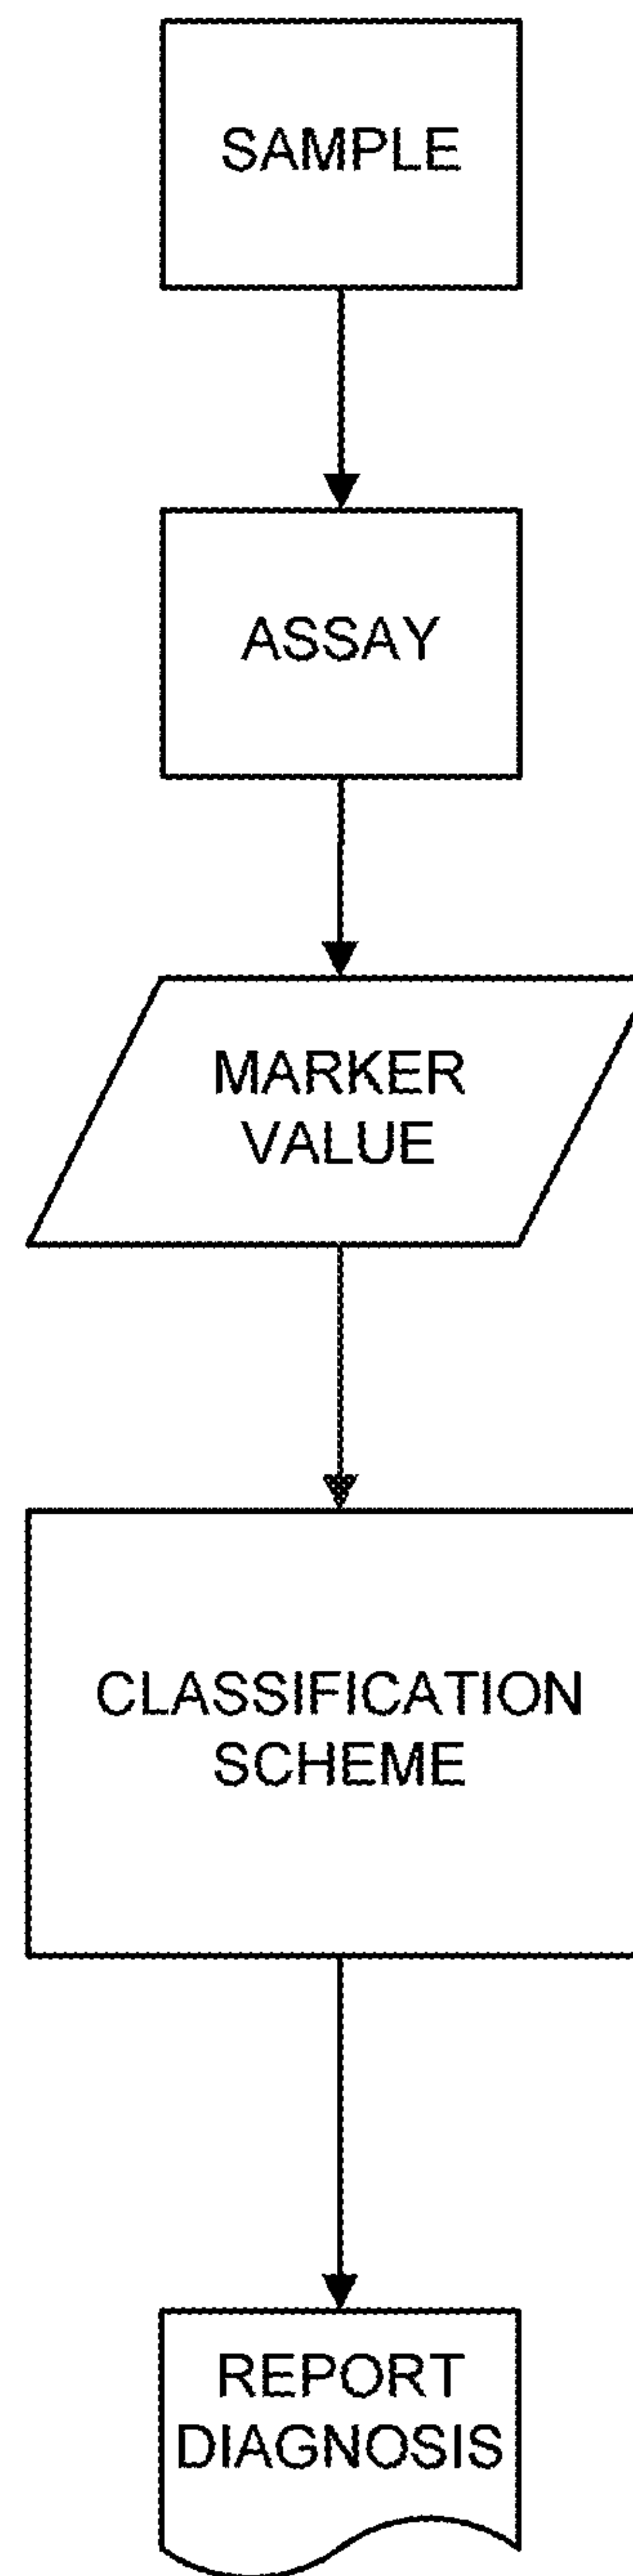 SAMPLE
ASSAY
MARKER
VALUE
CLASSIFICATION
SCHEME
REPORT
DIAGNOSIS